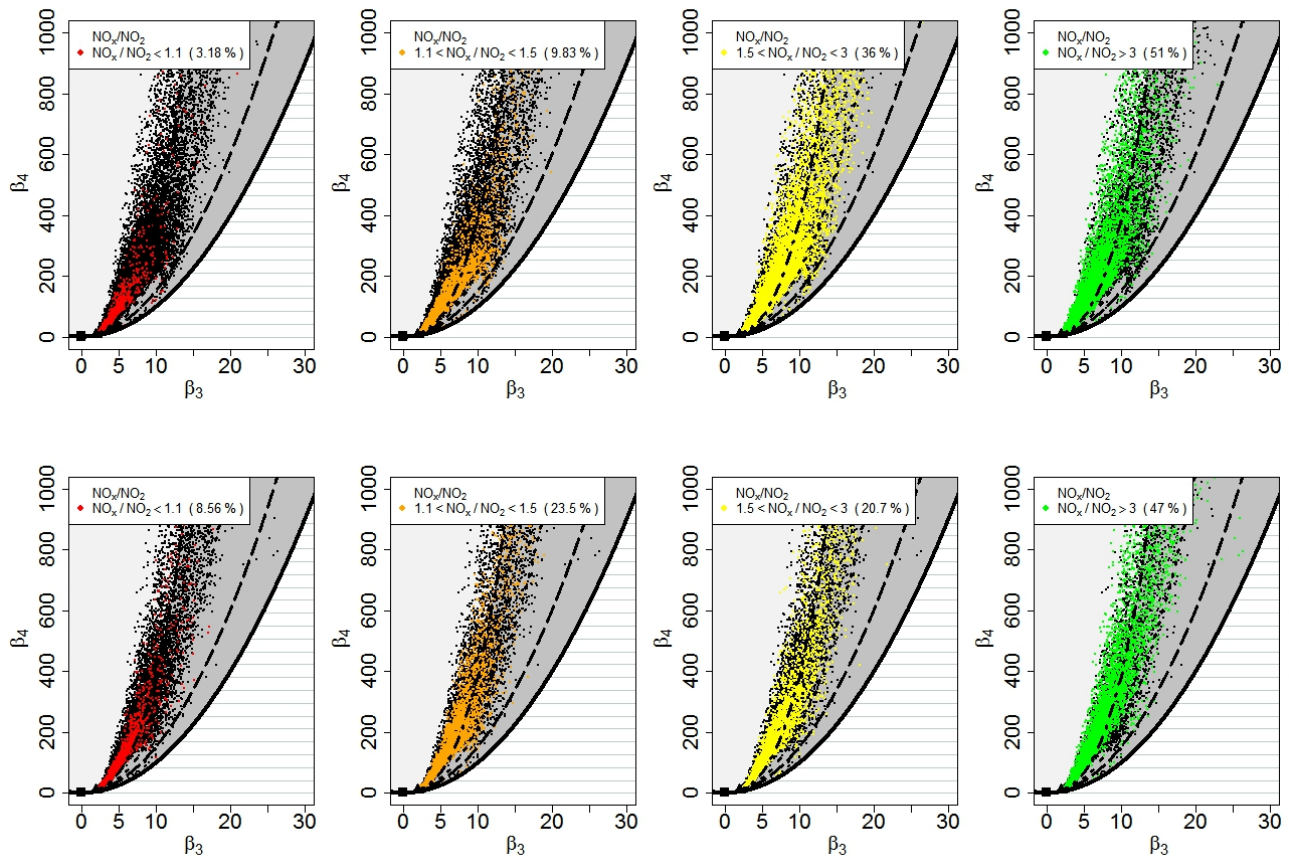 NOx/NO2
NOx / NO2 < 1.1 ( 3.18 % )
β4
0 200 400 600 800 1000
0 5 10 20 30
β3
NOx/NO2
1.1 < NOx / NO2 < 1.5 ( 9.83 % )
β4
0 200 400 600 800 1000
0 5 10 20 30
β3
NOx/NO2
1.5 < NOx / NO2 < 3 ( 36 % )
β4
0 200 400 600 800 1000
0 5 10 20 30
β3
NOx/NO2
NOx / NO2 > 3 ( 51 % )
β4
0 200 400 600 800 1000
0 5 10 20 30
β3
NOx/NO2
NOx / NO2 < 1.1 ( 8.56 % )
β4
0 200 400 600 800 1000
0 5 10 20 30
β3
NOx/NO2
1.1 < NOx / NO2 < 1.5 ( 23.5 % )
β4
0 200 400 600 800 1000
0 5 10 20 30
β3
NOx/NO2
1.5 < NOx / NO2 < 3 ( 20.7 % )
β4
0 200 400 600 800 1000
0 5 10 20 30
β3
NOx/NO2
NOx / NO2 > 3 ( 47 % )
β4
0 200 400 600 800 1000
0 5 10 20 30
β3